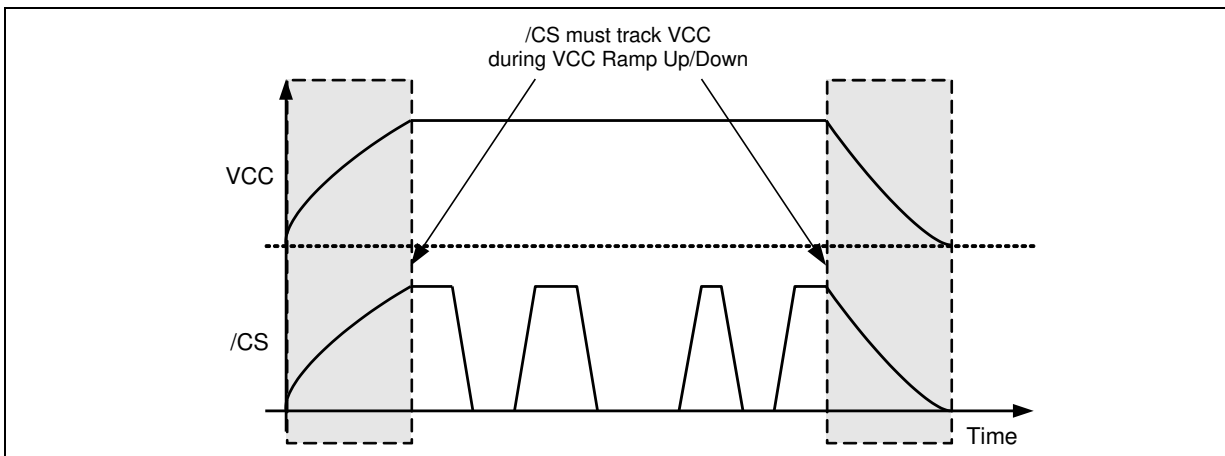 /CS must track VCC
during VCC Ramp Up/Down
VCC
/CS
Time